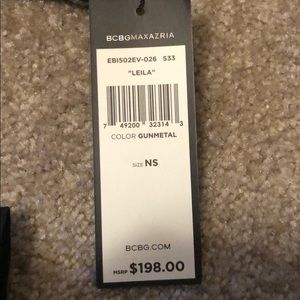 BCBGMAXAZRIA
EBI502EV-026 S33
"LEILA"
7 49200 32314 3
COLOR GUNMETAL
SIZE NS
BCBG.COM
MSRP $198.00